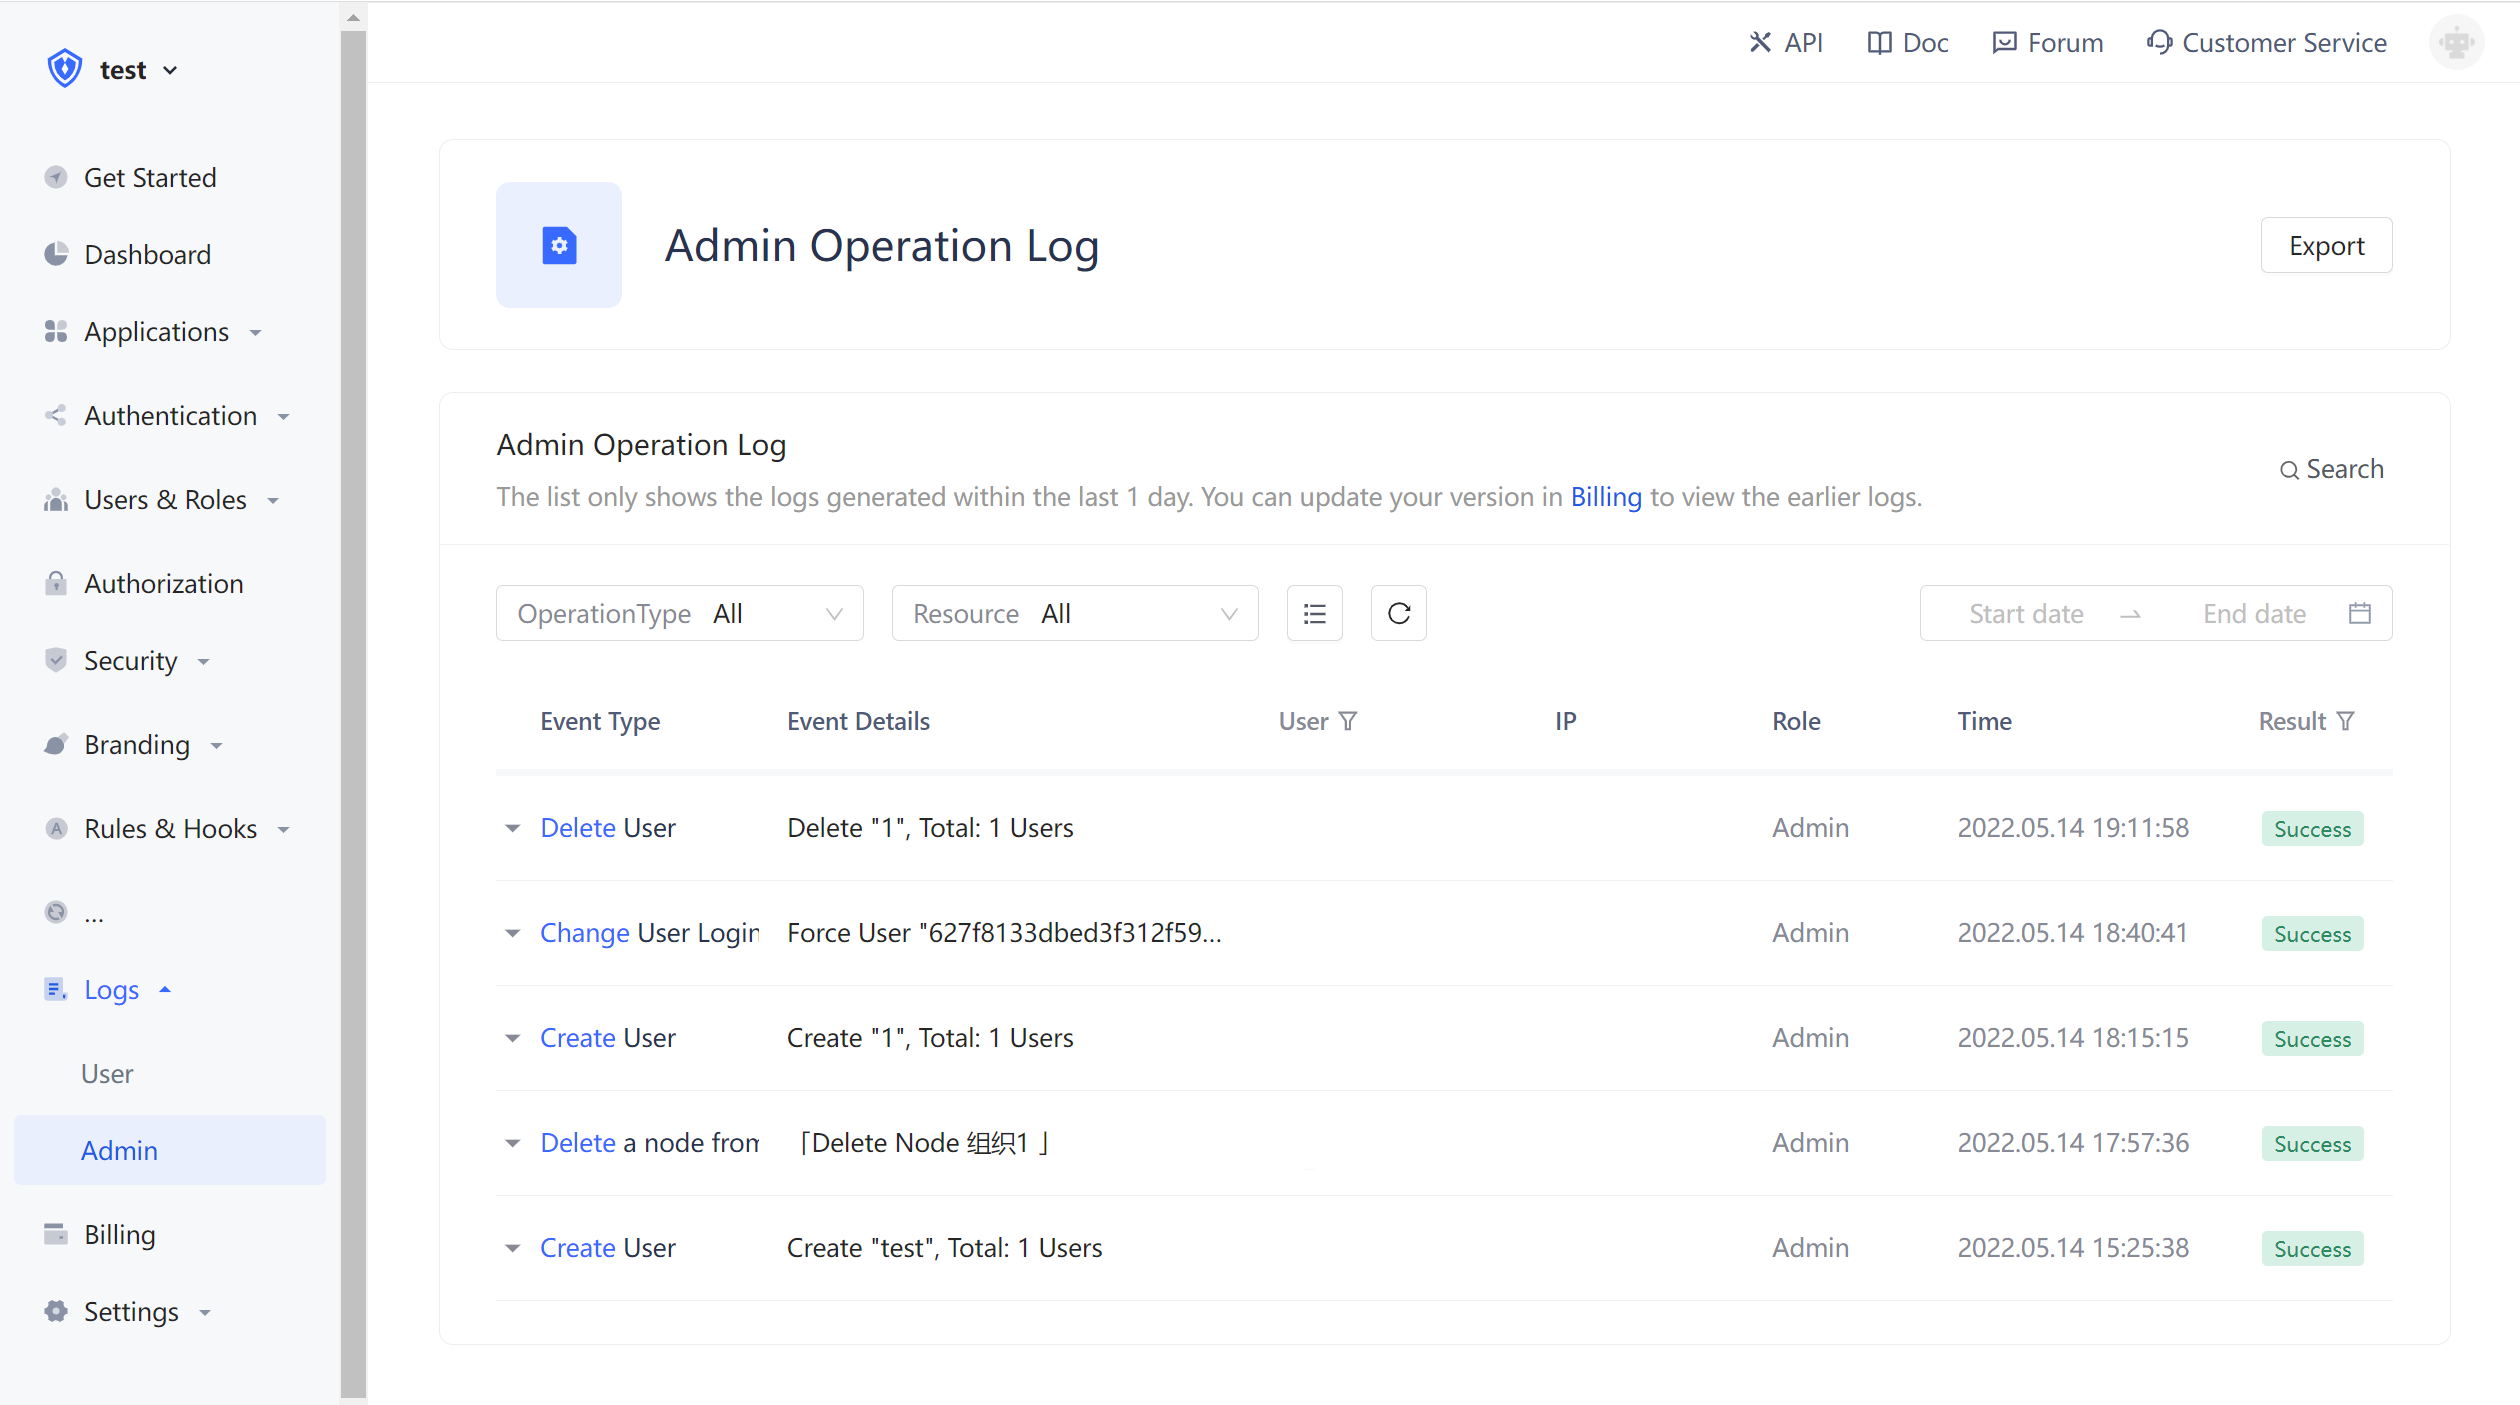 test
API
Doc
Forum
Customer Service
Get Started
Dashboard
Applications
Authentication
Users & Roles
Authorization
Security
Branding
Rules & Hooks
...
Logs
User
Admin
Billing
Settings
Admin Operation Log
Export
Admin Operation Log
The list only shows the logs generated within the last 1 day. You can update your version in Billing to view the earlier logs.
Search
OperationType All
Resource All
Start date
End date
Event Type Event Details User IP Role Time Result
Delete User Delete "1", Total: 1 Users Admin 2022.05.14 19:11:58 Success
Change User Login Force User "627f8133dbed3f312f59... Admin 2022.05.14 18:40:41 Success
Create User Create "1", Total: 1 Users Admin 2022.05.14 18:15:15 Success
Delete a node from 「Delete Node 组织1 」 Admin 2022.05.14 17:57:36 Success
Create User Create "test", Total: 1 Users Admin 2022.05.14 15:25:38 Success